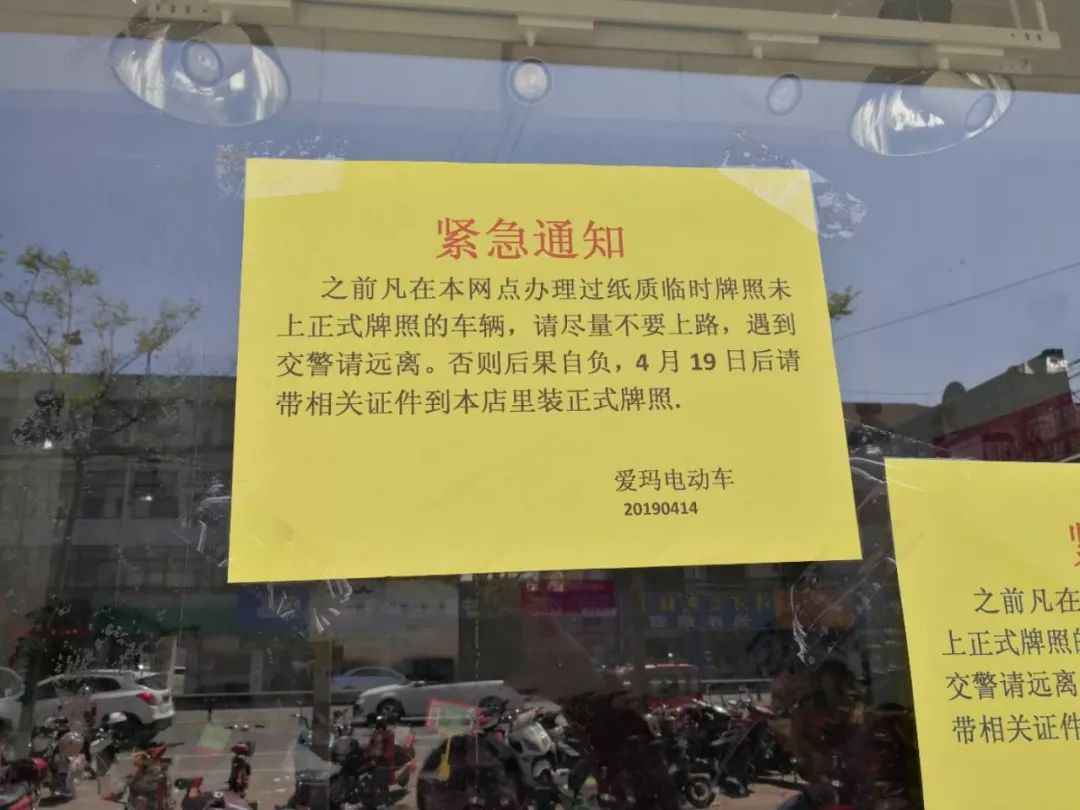 紧急通知
之前凡在本网点办理过纸质临时牌照未
上正式牌照的车辆，请尽量不要上路，遇到
交警请远离。否则后果自负，4 月 19 日后请
带相关证件到本店里装正式牌照.
爱玛电动车
20190414
之前凡在
上正式牌照的
交警请远离
带相关证件